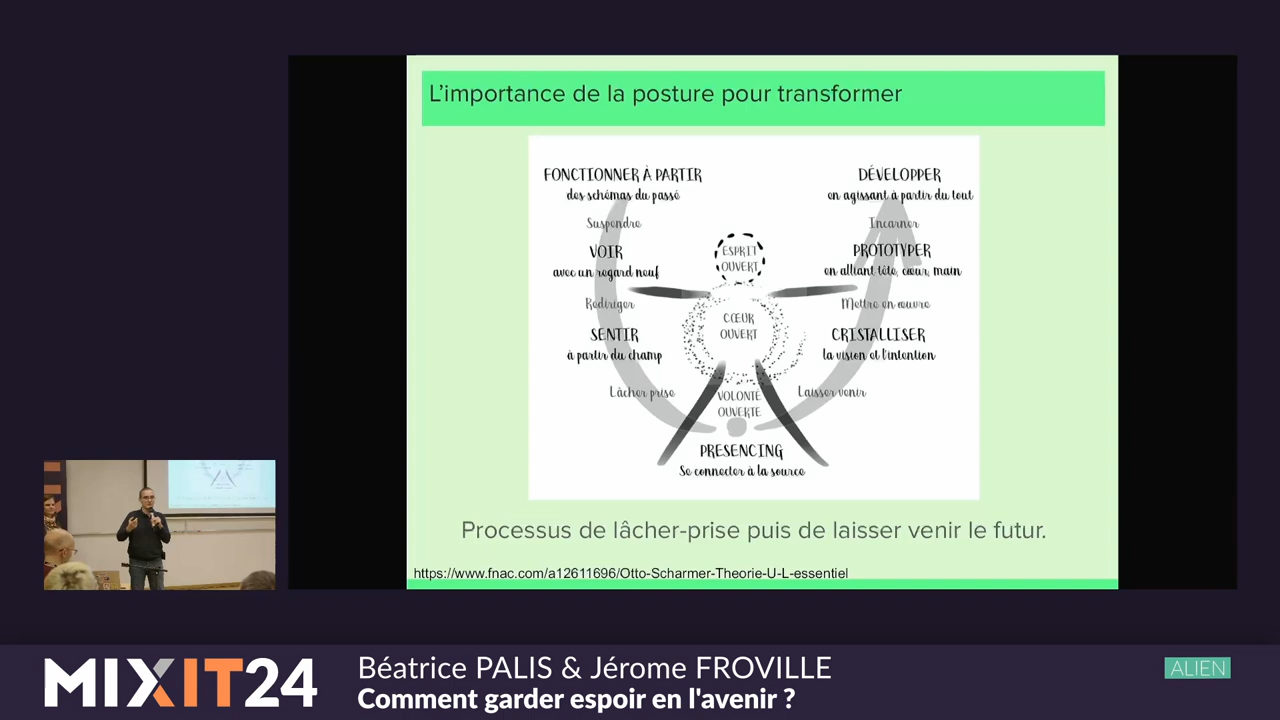 L'importance de la posture pour transformer
FONCTIONNER À PARTIR
des schémas du passé
Suspendre
VOIR
avec un regard neuf
Rediriger
SENTIR
à partir du champ
Lâcher prise
ESPRIT
OUVERT
CŒUR
OUVERT
VOLONTÉ
OUVERTE
PRESENCING
Se connecter à la source
DÉVELOPPER
en agissant à partir du tout
Incarner
PROTOTYPER
en alliant tête, cœur, main
Mettre en œuvre
CRISTALLISER
la vision et l'intention
Laisser venir
Processus de lâcher-prise puis de laisser venir le futur.
https://www.fnac.com/a12611696/Otto-Scharmer-Theorie-U-L-essentiel
MIXIT24
Béatrice PALIS & Jérome FROVILLE
Comment garder espoir en l'avenir ?
ALIEN